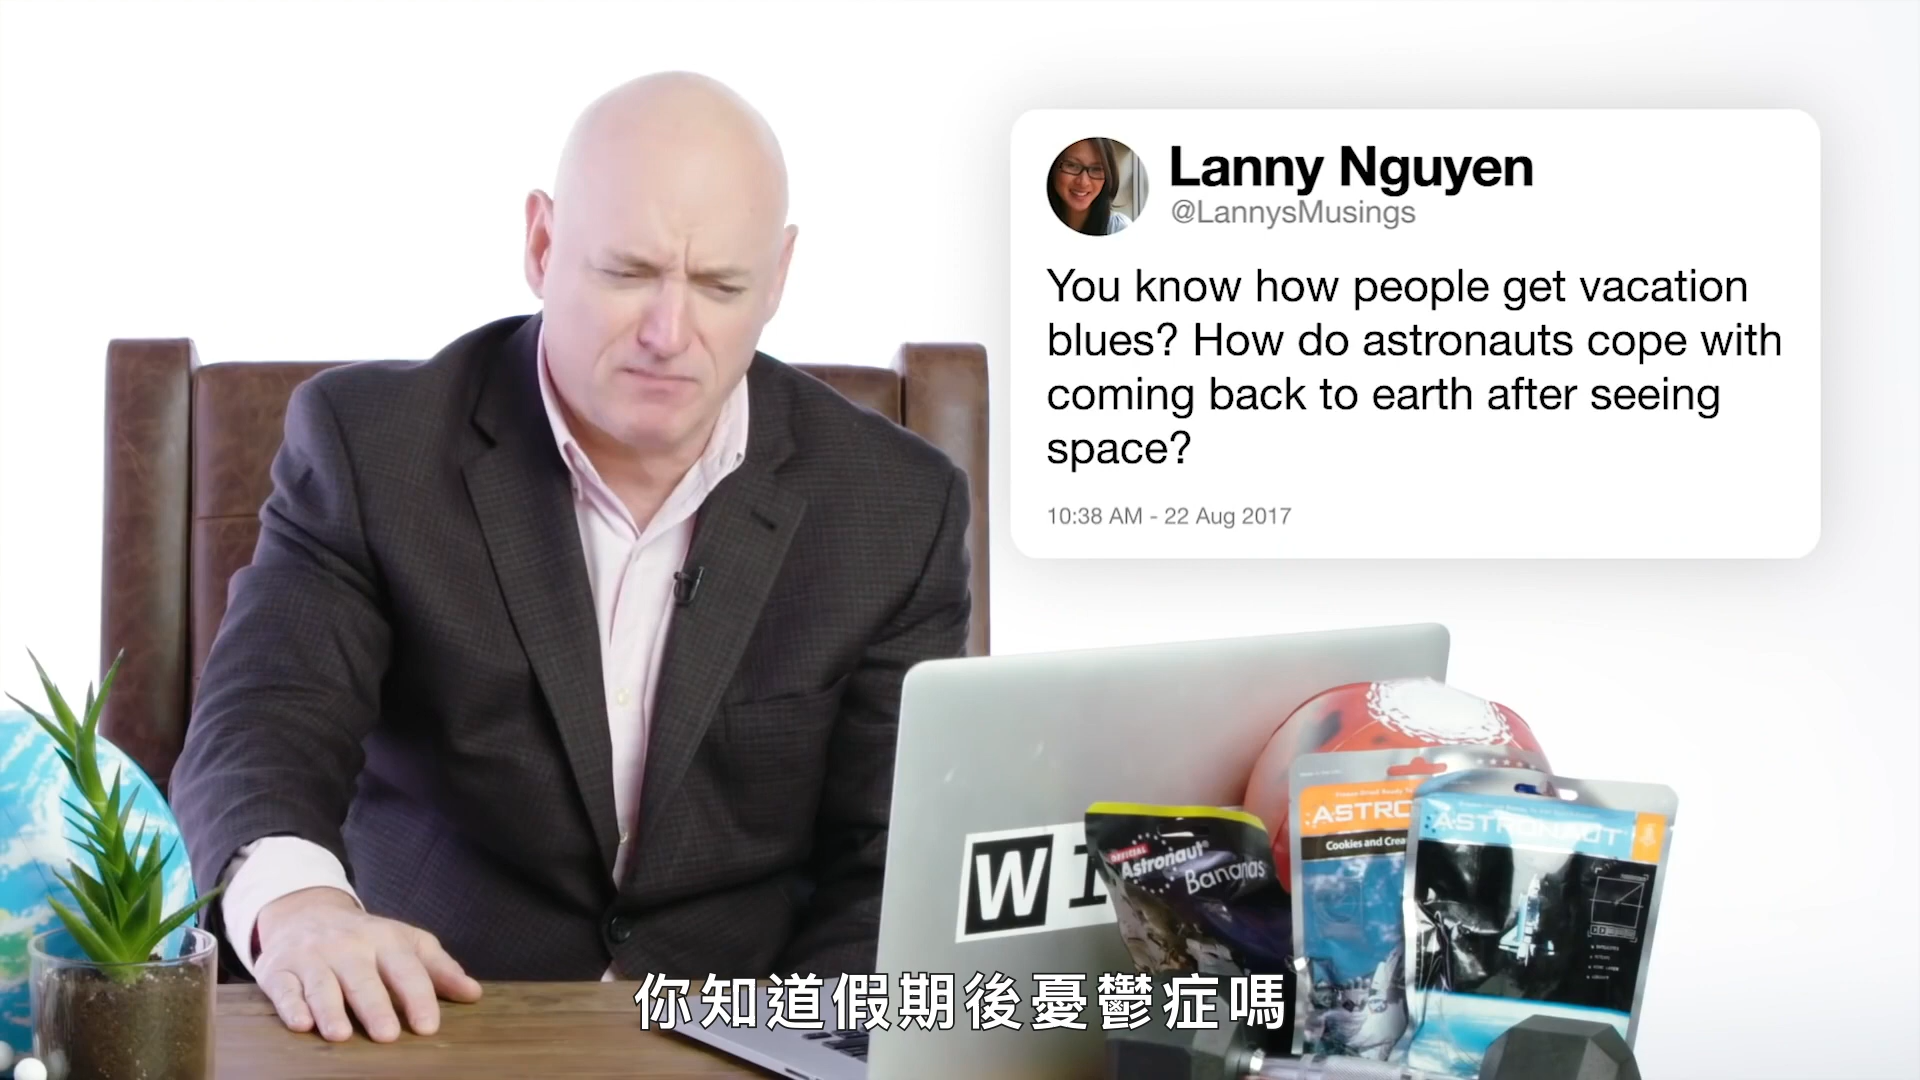 Lanny Nguyen
@LannysMusings
You know how people get vacation
blues? How do astronauts cope with
coming back to earth after seeing
space?
10:38 AM - 22 Aug 2017
W
OFFICIAL
Astronaut
Bananas
ASTRO
Cookies and Crea
ASTRONAUT
你知道假期後憂鬱症嗎